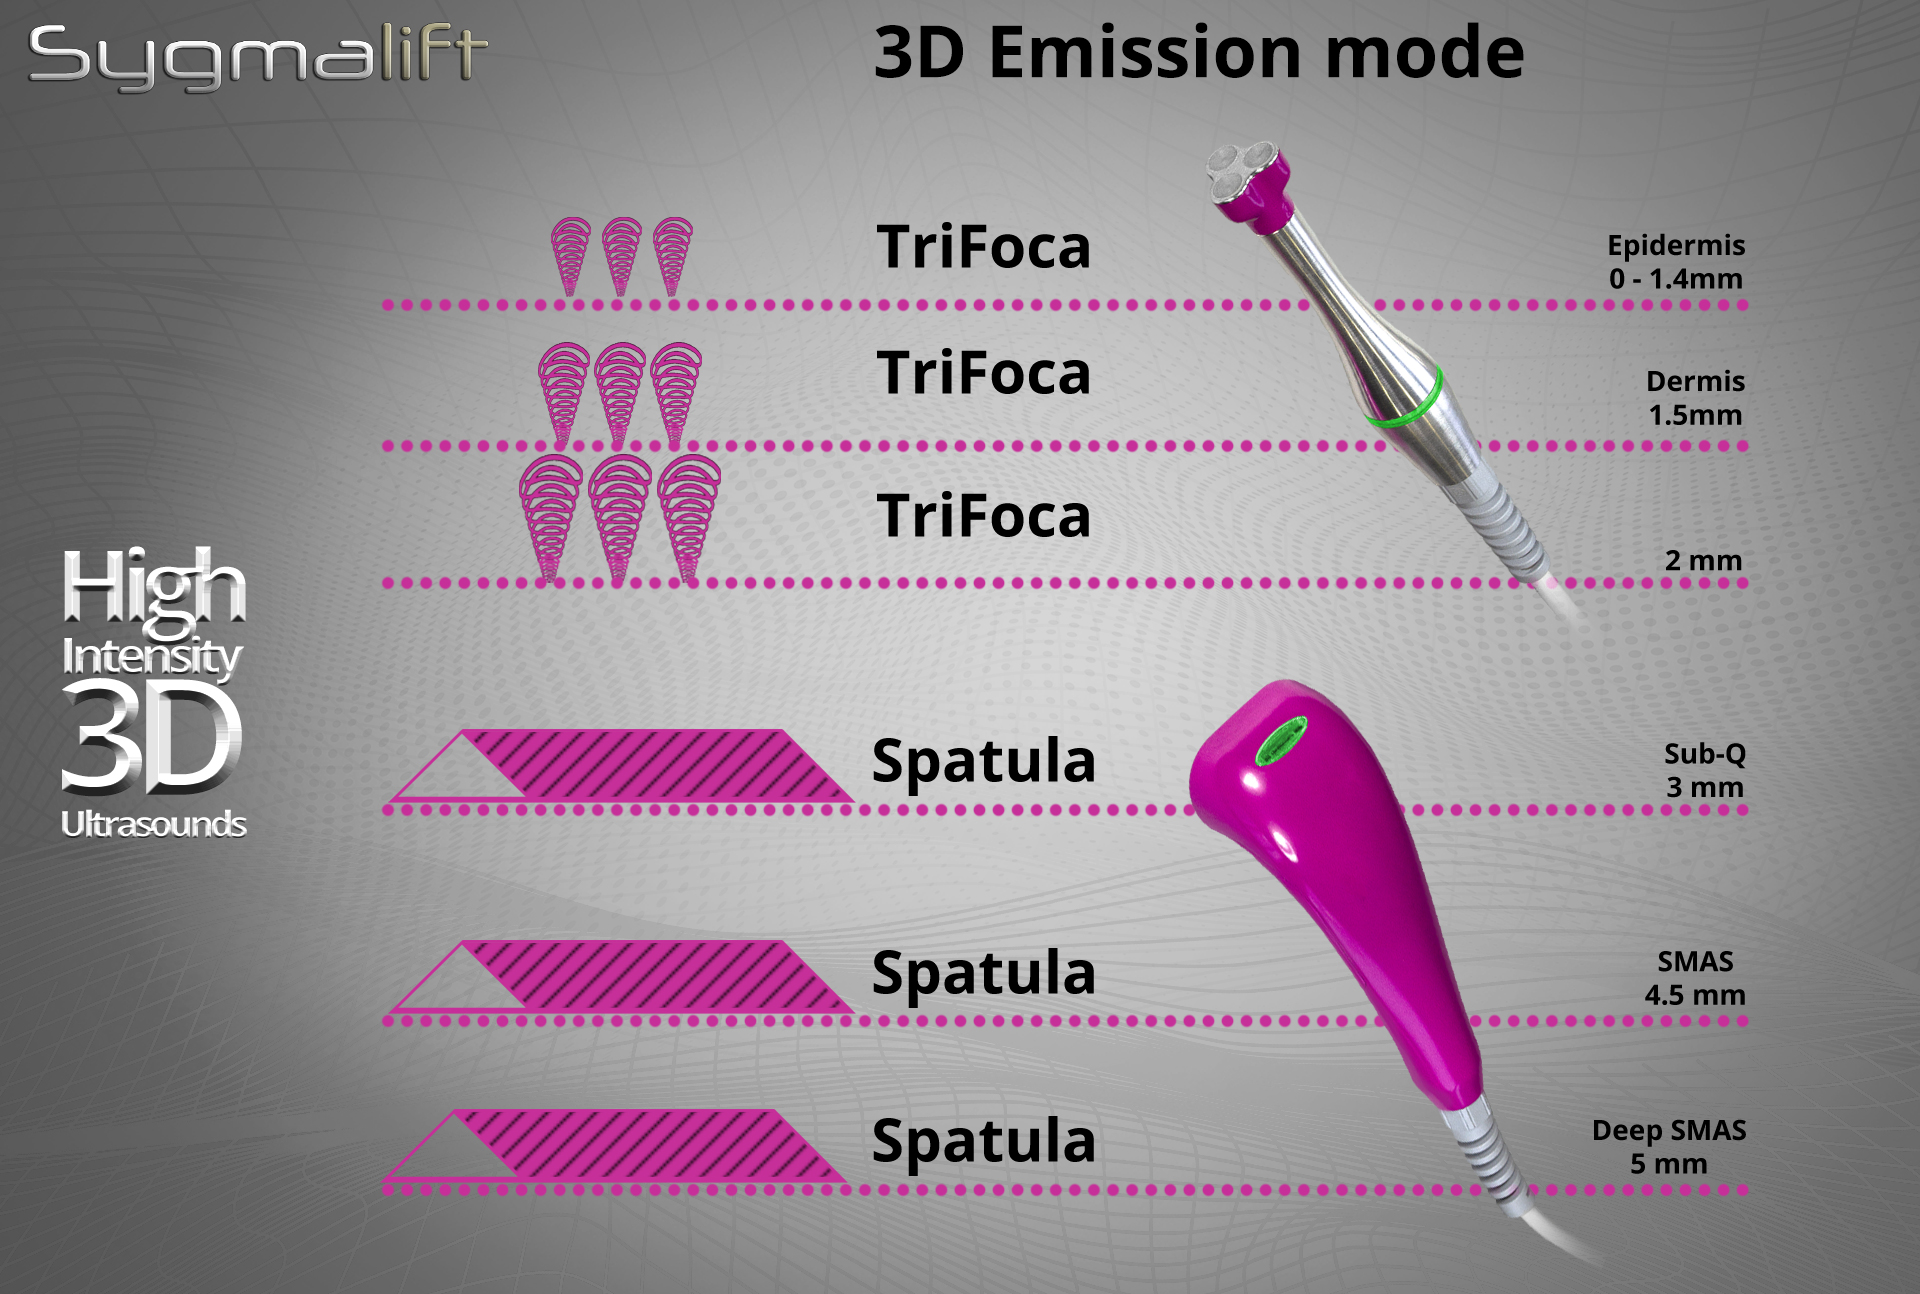 Sygmalift
3D Emission mode
TriFoca
Epidermis
0 - 1.4mm
TriFoca
Dermis
1.5mm
TriFoca
2 mm
High
Intensity
3D
Ultrasounds
Spatula
Sub-Q
3 mm
Spatula
SMAS
4.5 mm
Spatula
Deep SMAS
5 mm